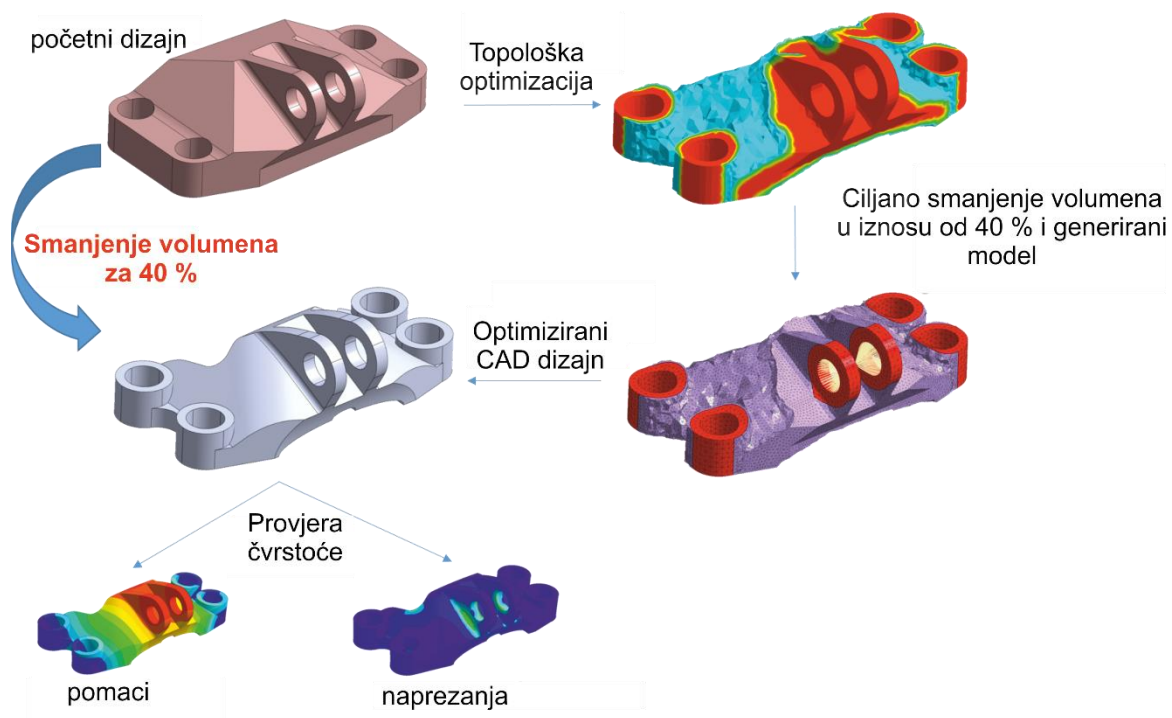 početni dizajn
Topološka
optimizacija
Ciljano smanjenje volumena
u iznosu od 40 % i generirani
model
Smanjenje volumena
za 40 %
Optimizirani
CAD dizajn
Provjera
čvrstoće
pomaci
naprezanja